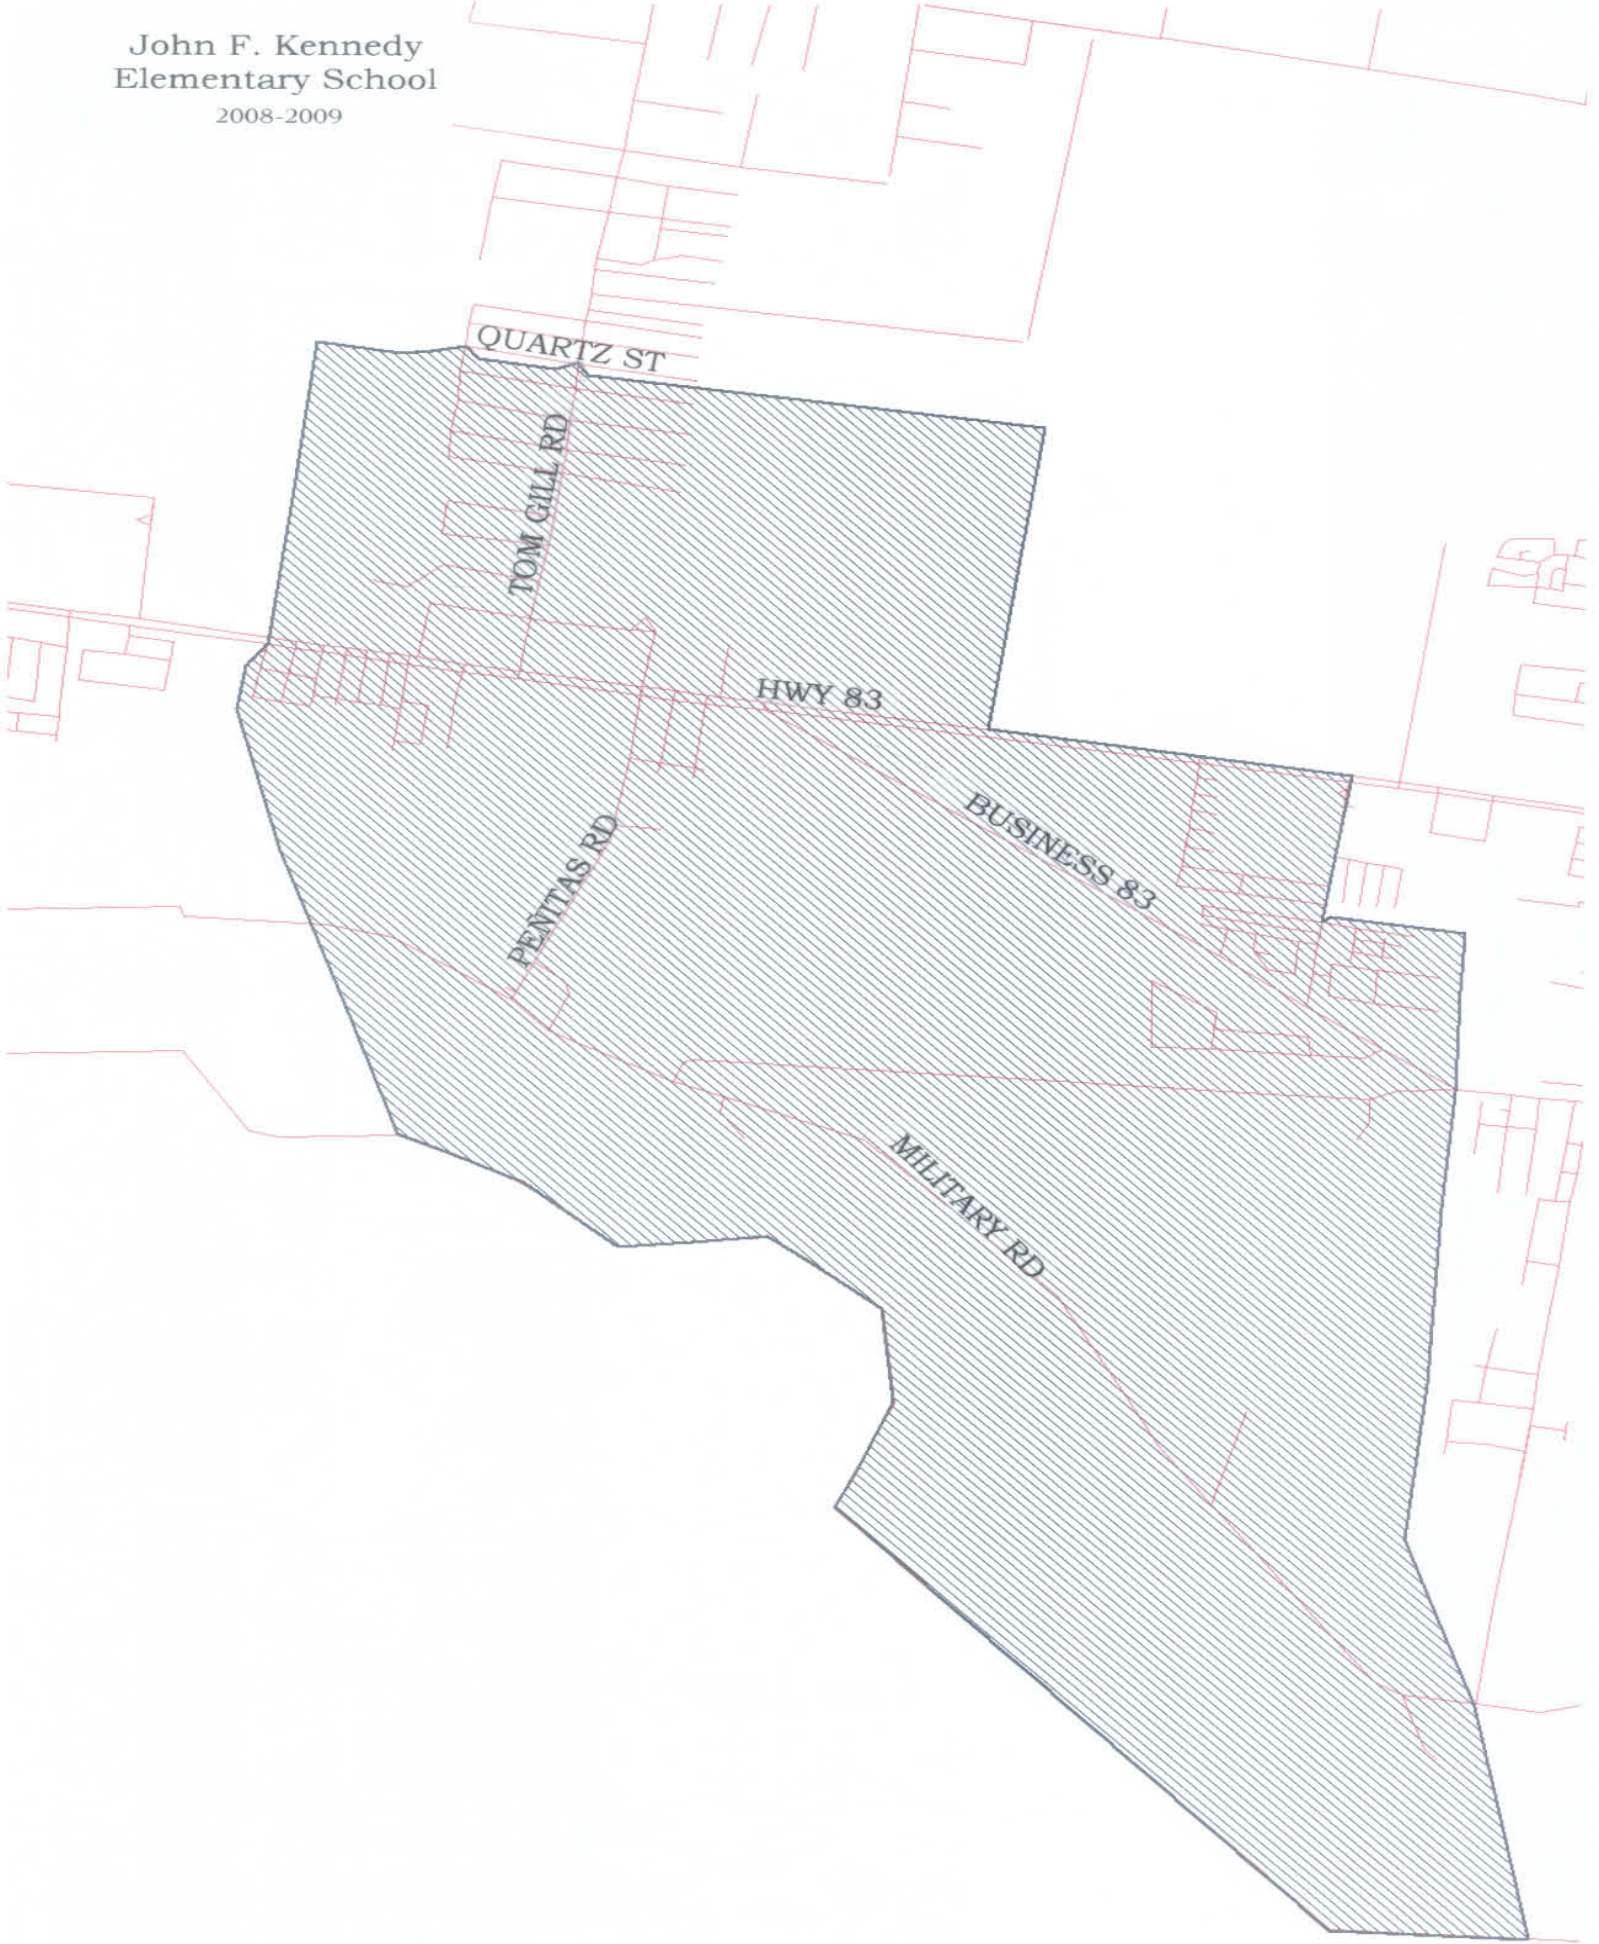 John F. Kennedy
Elementary School
2008-2009
QUARTZ ST
TOM GILL RD
HWY 83
BUSINESS 83
PEÑITAS RD
MILITARY RD